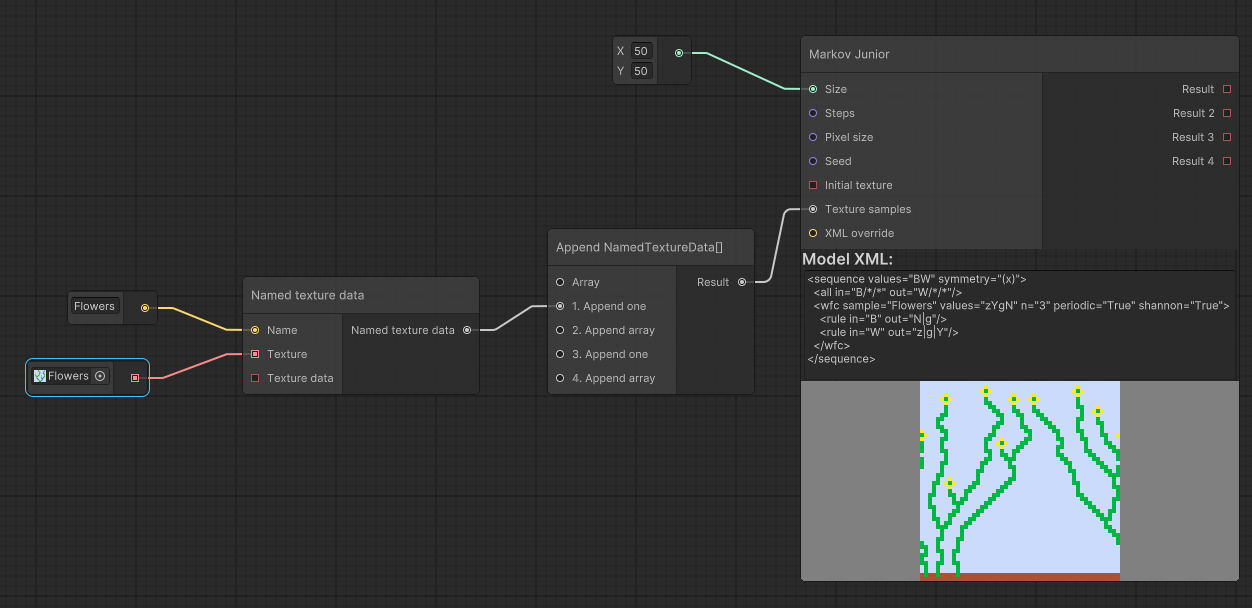 X 50
Y 50
Markov Junior
Size
Result
Steps
Result 2
Pixel size
Result 3
Seed
Result 4
Initial texture
Texture samples
XML override
Append NamedTextureData[]
Array
Result
1. Append one
2. Append array
3. Append one
4. Append array
Named texture data
Name
Named texture data
Texture
Texture data
Flowers
Flowers
Model XML:
<sequence values="BW" symmetry="(x)">
<all in="B/*/*" out="W/*/*"/>
<wfc sample="Flowers" values="zYgN" n="3" periodic="True" shannon="True">
<rule in="B" out="N|g"/>
<rule in="W" out="z|g|Y"/>
</wfc>
</sequence>